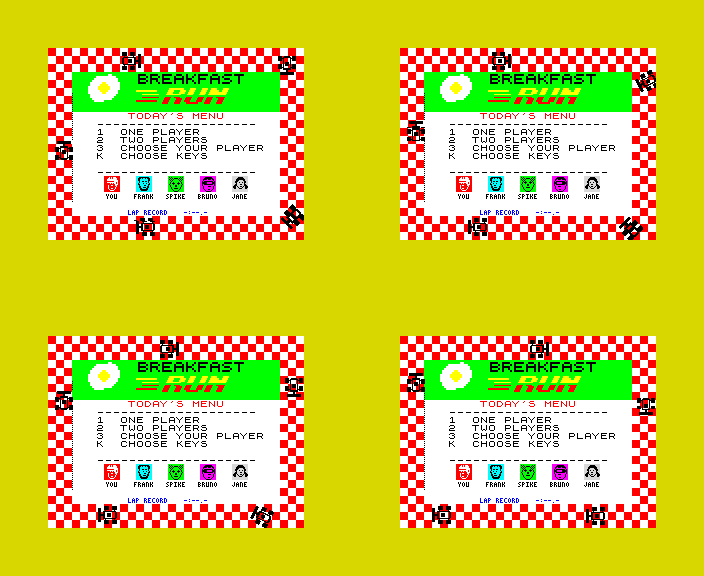 BREAKFAST
RUN
TODAY'S MENU
1 ONE PLAYER
2 TWO PLAYERS
3 CHOOSE YOUR PLAYER
K CHOOSE KEYS
YOU FRANK SPIKE BRUNO JANE
LAP RECORD -:--.-
BREAKFAST
RUN
TODAY'S MENU
1 ONE PLAYER
2 TWO PLAYERS
3 CHOOSE YOUR PLAYER
K CHOOSE KEYS
YOU FRANK SPIKE BRUNO JANE
LAP RECORD -:--.-
BREAKFAST
RUN
TODAY'S MENU
1 ONE PLAYER
2 TWO PLAYERS
3 CHOOSE YOUR PLAYER
K CHOOSE KEYS
YOU FRANK SPIKE BRUNO JANE
LAP RECORD -:--.-
BREAKFAST
RUN
TODAY'S MENU
1 ONE PLAYER
2 TWO PLAYERS
3 CHOOSE YOUR PLAYER
K CHOOSE KEYS
YOU FRANK SPIKE BRUNO JANE
LAP RECORD -:--.-